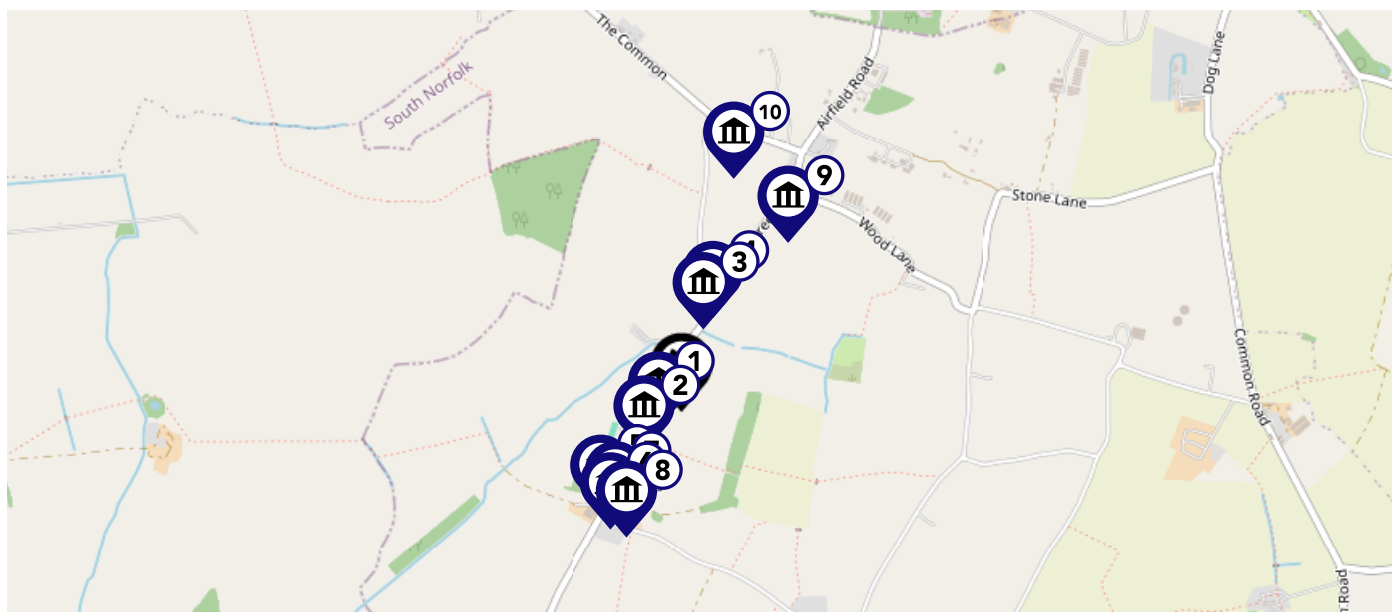 The Common
South Norfolk
Airfield Road
Dog Lane
10
9
Stone Lane
Wood Lane
4
3
1
2
Common Road
8